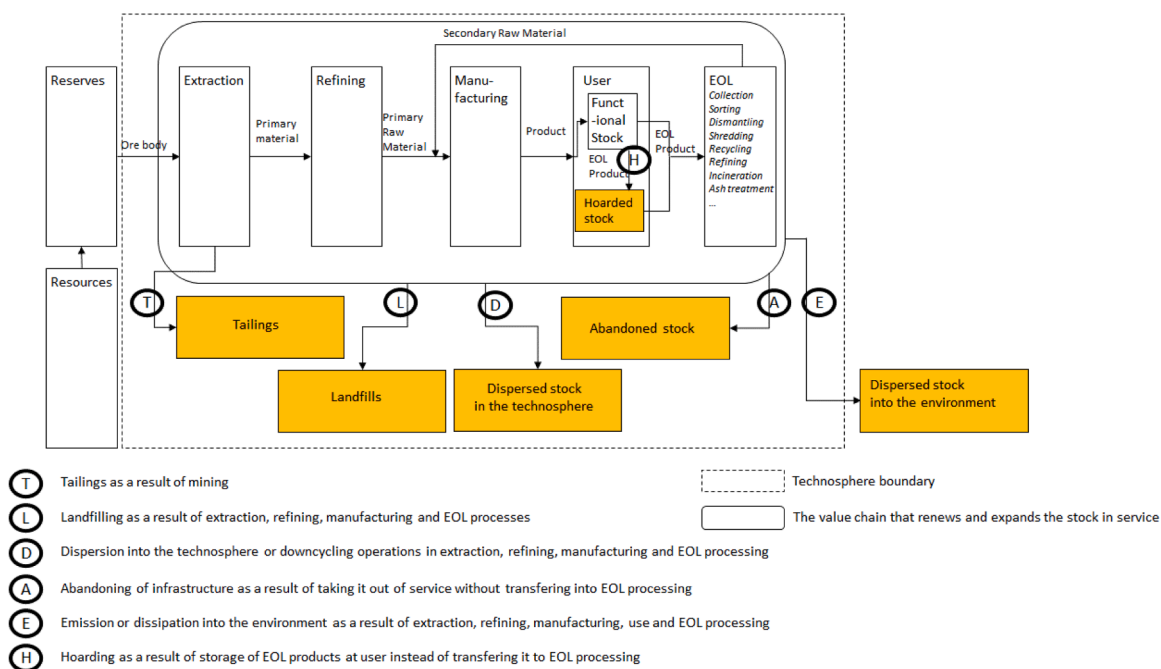 Secondary Raw Material
Reserves
Extraction
Refining
Manu-
facturing
User
EOL
Collection
Sorting
Dismantling
Shredding
Recycling
Refining
Incineration
Ash treatment
...
Funct
-ional
Stock
Ore body
Primary
material
Primary
Raw
Material
Product
EOL
Product
H
EOL
Product
Hoarded
stock
Resources
T
L
D
A
E
Tailings
Abandoned stock
Landfills
Dispersed stock
in the technosphere
Dispersed stock
into the environment
T Tailings as a result of mining
L Landfilling as a result of extraction, refining, manufacturing and EOL processes
D Dispersion into the technosphere or downcycling operations in extraction, refining, manufacturing and EOL processing
A Abandoning of infrastructure as a result of taking it out of service without transfering into EOL processing
E Emission or dissipation into the environment as a result of extraction, refining, manufacturing, use and EOL processing
H Hoarding as a result of storage of EOL products at user instead of transfering it to EOL processing
Technosphere boundary
The value chain that renews and expands the stock in service